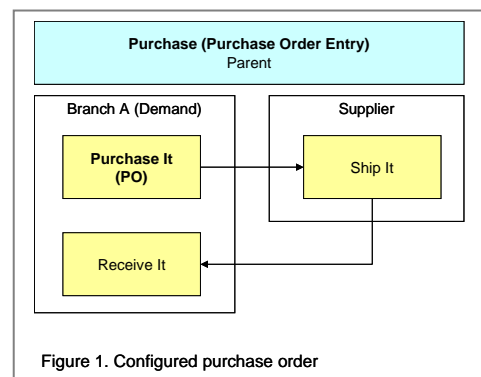 Purchase (Purchase Order Entry)
Parent
Branch A (Demand)
Supplier
Purchase It
(PO)
Ship It
Receive It
Figure 1. Configured purchase order